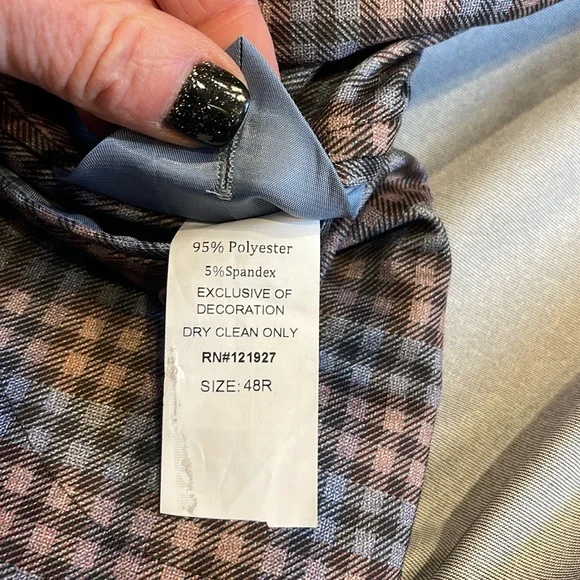 95% Polyester
5%Spandex
EXCLUSIVE OF
DECORATION
DRY CLEAN ONLY
RN#121927
SIZE: 48R